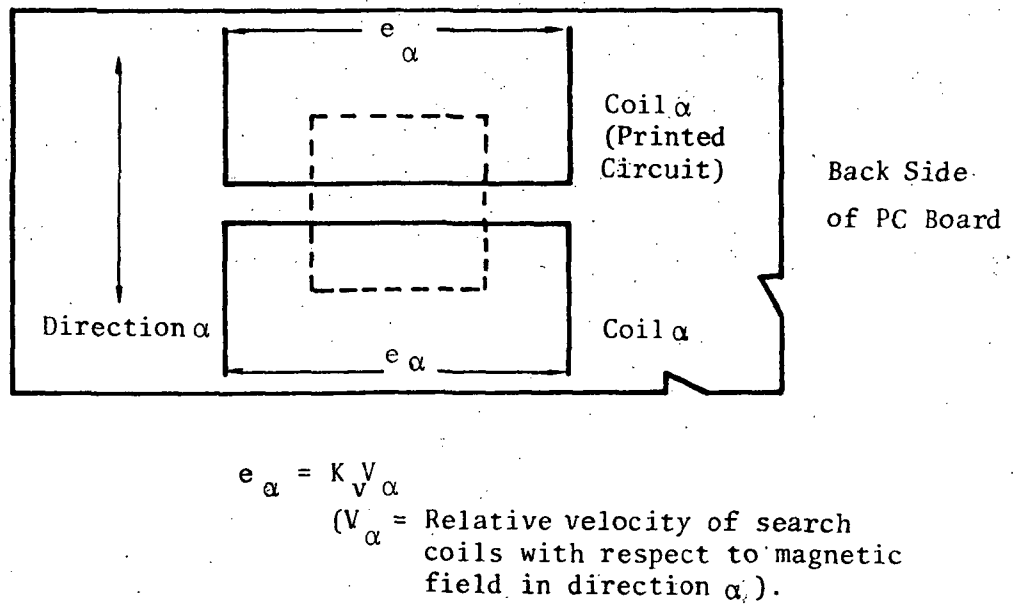 e α
Coil α
(Printed
Circuit)
Back Side
of PC Board
Direction α
Coil α
e α
e α = K v V α
(V α = Relative velocity of search
coils with respect to magnetic
field in direction α).